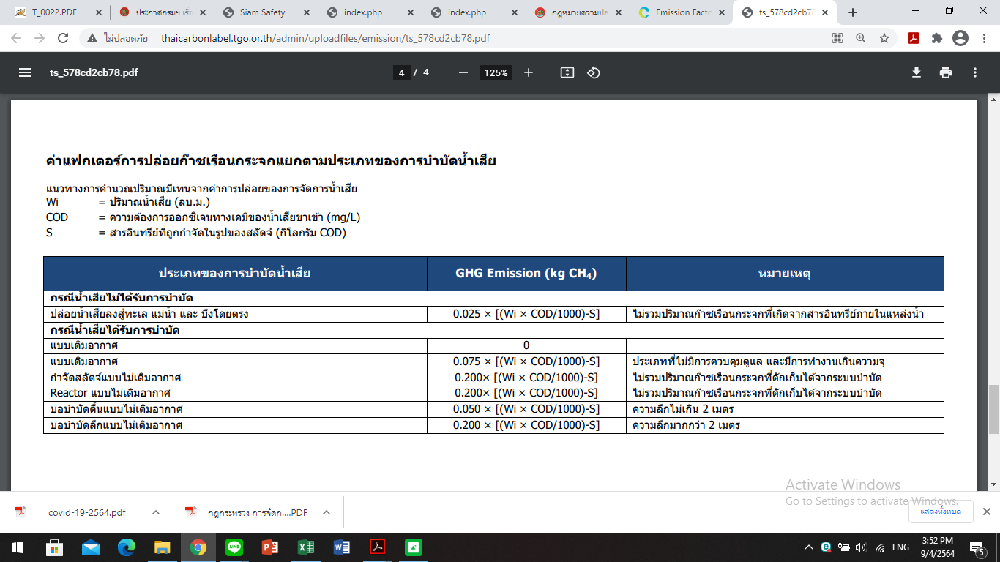 T_0022.PDF
ประกาศกรมฯ เรื่อ
Siam Safety
index.php
index.php
กฎหมายความปล
Emission Facto
ts_578cd2cb78
ไม่ปลอดภัย
thaicarbonlabel.tgo.or.th/admin/uploadfiles/emission/ts_578cd2cb78.pdf
ts_578cd2cb78.pdf
4 / 4
125%
ค่าแฟกเตอร์การปล่อยก๊าซเรือนกระจกแยกตามประเภทของการบำบัดน้ำเสีย
แนวทางการคำนวณปริมาณมีเทนจากค่าการปล่อยของการจัดการน้ำเสีย
Wi = ปริมาณน้ำเสีย (ลบ.ม.)
COD = ความต้องการออกซิเจนทางเคมีของน้ำเสียขาเข้า (mg/L)
S = สารอินทรีย์ที่ถูกกำจัดในรูปของสลัดจ์ (กิโลกรัม COD)
ประเภทของการบำบัดน้ำเสีย GHG Emission (kg CH₄) หมายเหตุ
กรณีน้ำเสียไม่ได้รับการบำบัด
ปล่อยน้ำเสียลงสู่ทะเล แม่น้ำ และ บึงโดยตรง 0.025 × [(Wi × COD/1000)-S] ไม่รวมปริมาณก๊าซเรือนกระจกที่เกิดจากสารอินทรีย์ภายในแหล่งน้ำ
กรณีน้ำเสียได้รับการบำบัด
แบบเติมอากาศ 0
แบบเติมอากาศ 0.075 × [(Wi × COD/1000)-S] ประเภทที่ไม่มีการควบคุมดูแล และมีการทำงานเกินความจุ
กำจัดสลัดจ์แบบไม่เติมอากาศ 0.200× [(Wi × COD/1000)-S] ไม่รวมปริมาณก๊าซเรือนกระจกที่ดักเก็บได้จากระบบบำบัด
Reactor แบบไม่เติมอากาศ 0.200× [(Wi × COD/1000)-S] ไม่รวมปริมาณก๊าซเรือนกระจกที่ดักเก็บได้จากระบบบำบัด
บ่อบำบัดตื้นแบบไม่เติมอากาศ 0.050 × [(Wi × COD/1000)-S] ความลึกไม่เกิน 2 เมตร
บ่อบำบัดลึกแบบไม่เติมอากาศ 0.200 × [(Wi × COD/1000)-S] ความลึกมากกว่า 2 เมตร
Activate Windows
Go to Settings to activate Windows.
covid-19-2564.pdf
กฎกระทรวง การจัดก....PDF
แสดงทั้งหมด
ENG
3:52 PM
9/4/2564
5